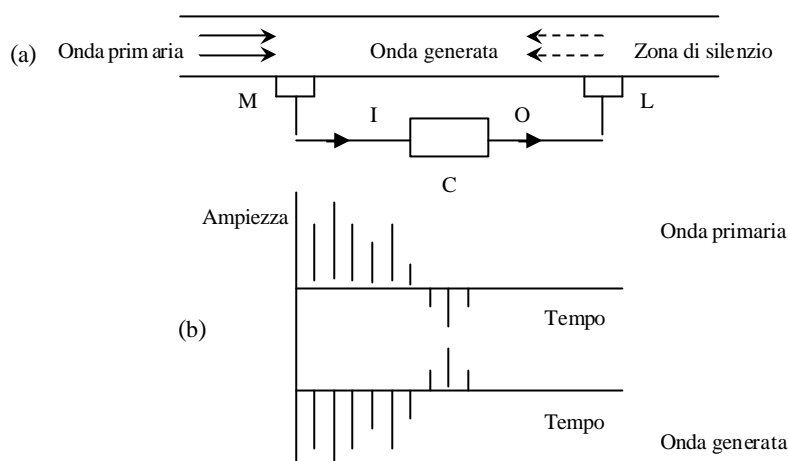 (a) Onda primaria Onda generata Zona di silenzio
M I O L
C
Ampiezza
Onda primaria
Tempo
(b)
Tempo
Onda generata